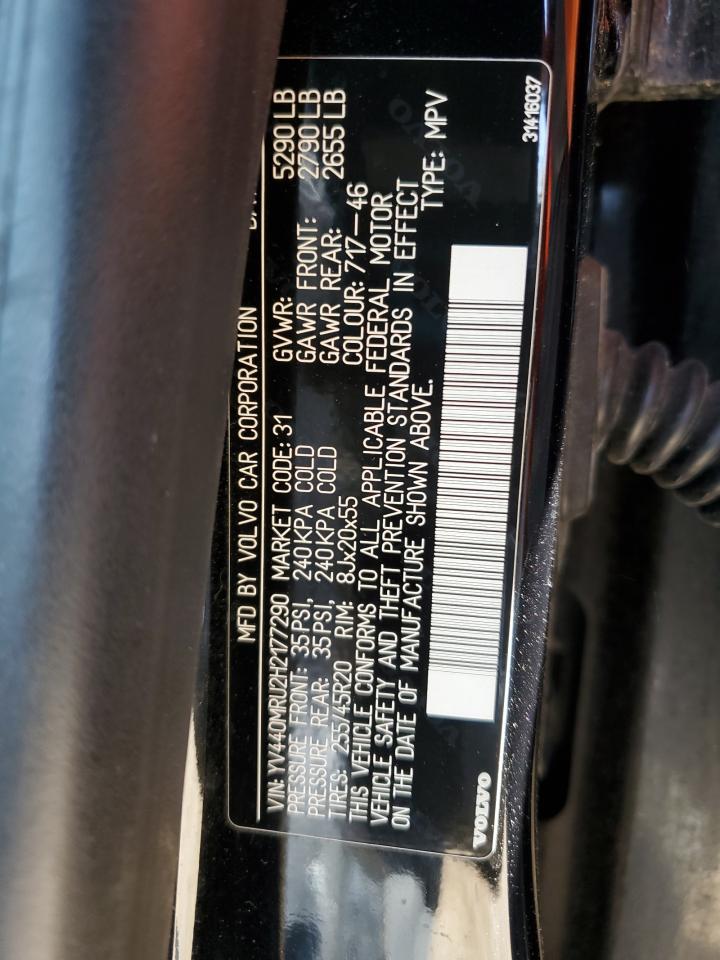 MFD BY VOLVO CAR CORPORATION
VIN: YV440MRU2H2177290 MARKET CODE: 31 GVWR: 5290 LB
PRESSURE FRONT: 35PSI, 240KPA COLD GAWR FRONT: 2790 LB
PRESSURE REAR: 35PSI, 240KPA COLD GAWR REAR: 2655 LB
TIRES: 255/45R20 RIM: 8Jx20x55 COLOUR: 717-46
THIS VEHICLE CONFORMS TO ALL APPLICABLE FEDERAL MOTOR
VEHICLE SAFETY AND THEFT PREVENTION STANDARDS IN EFFECT
ON THE DATE OF MANUFACTURE SHOWN ABOVE. TYPE: MPV
VOLVO 31416037